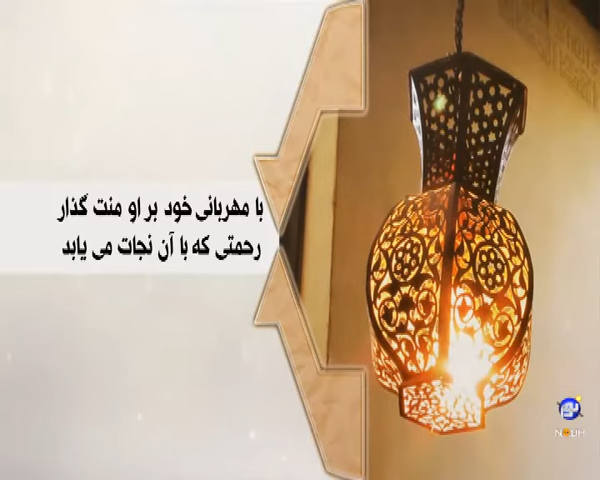 با مهربانی خود بر او منت گذار
رحمتی که با آن نجات می یابد